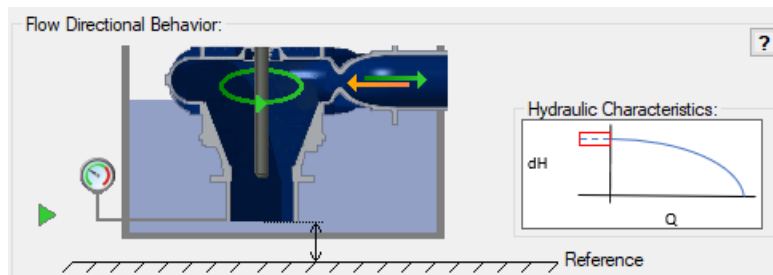 Flow Directional Behavior:
?
Hydraulic Characteristics:
dH
Q
Reference